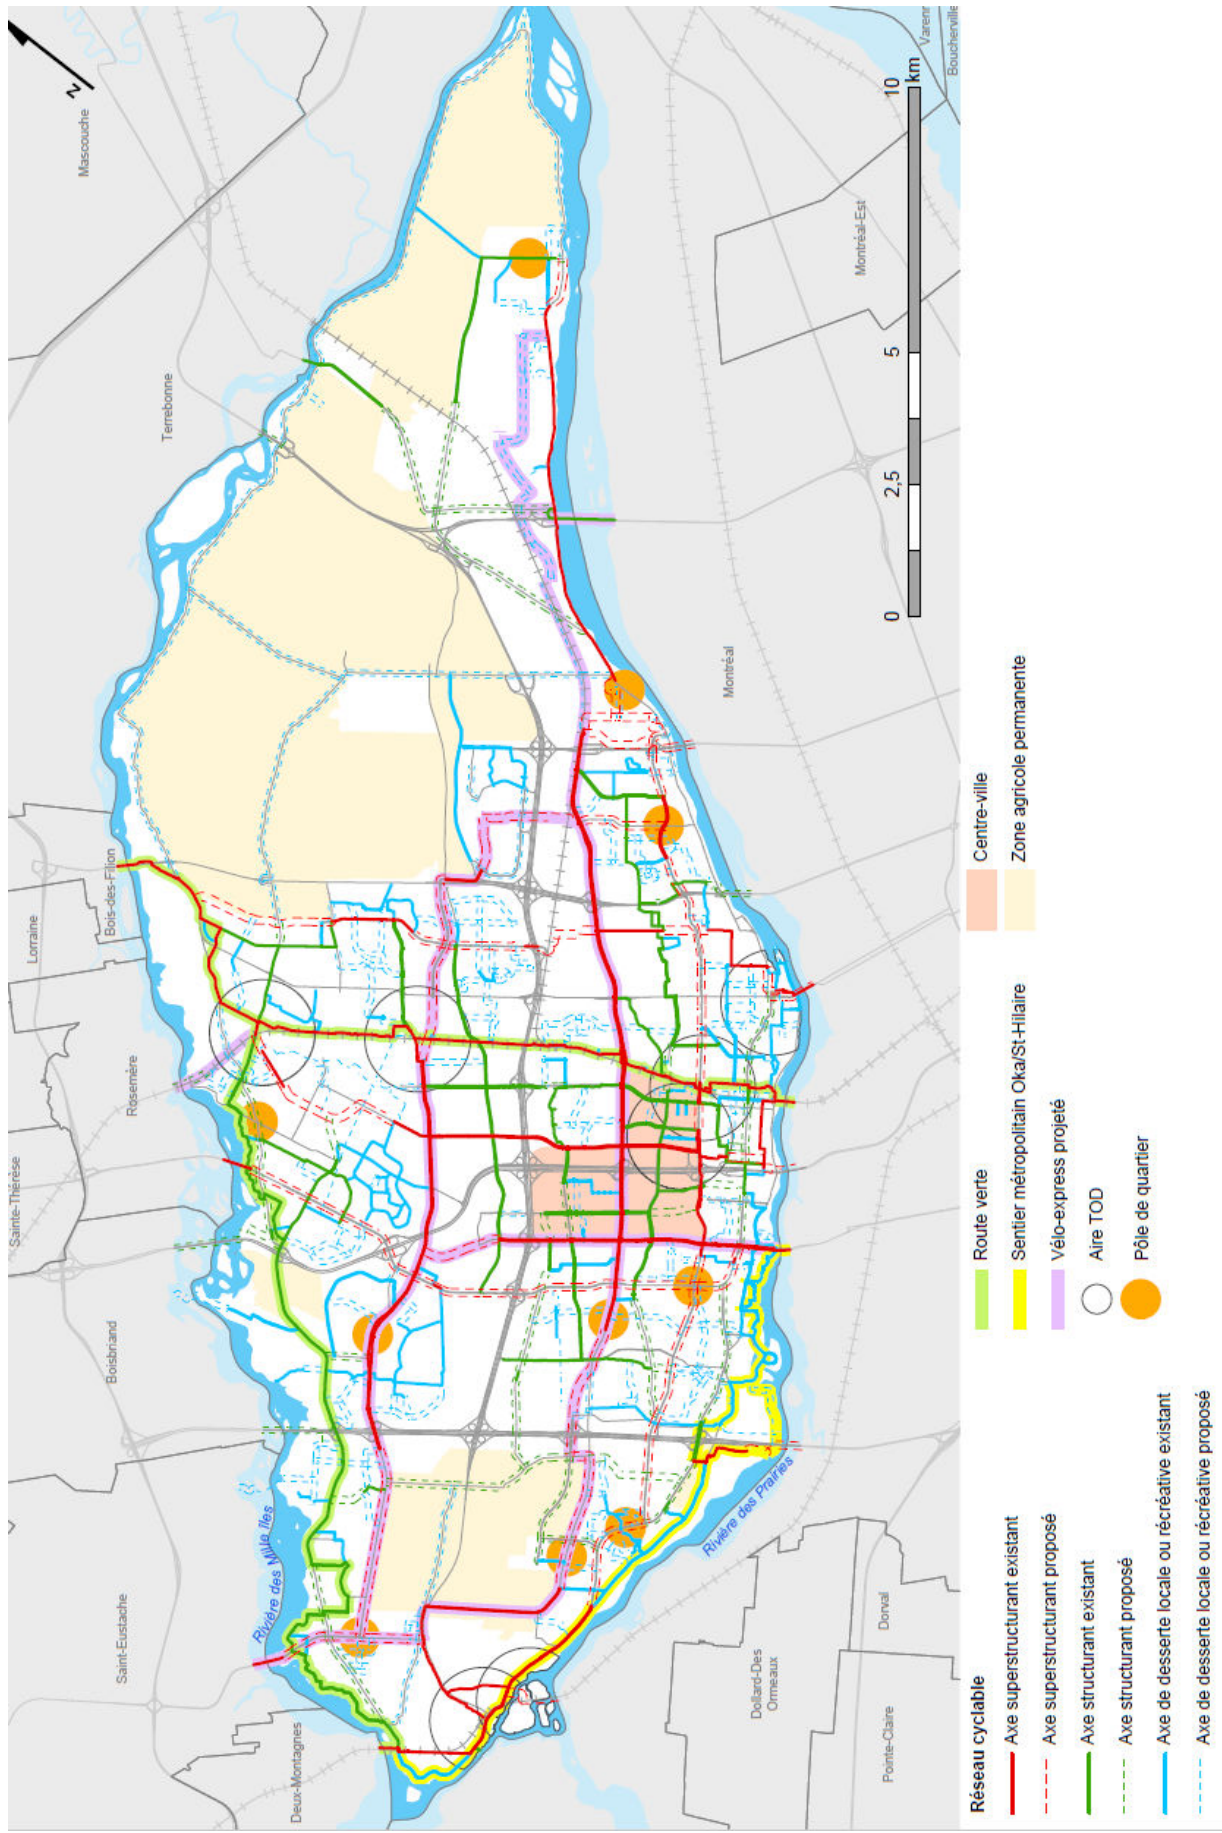 N
Mascouche
Varenn
Boucherville
Terrebonne
Montréal-Est
0
2,5
5
10
km
Montréal
Bois-des-Filion
Lorraine
Rosemère
Sainte-Thérèse
Boisbriand
Saint-Eustache
Deux-Montagnes
Rivière des Mille Îles
Rivière des Prairies
Dorval
Dollard-Des
Ormeaux
Pointe-Claire
Réseau cyclable
Axe superstructurant existant
Axe superstructurant proposé
Axe structurant existant
Axe structurant proposé
Axe de desserte locale ou récréative existant
Axe de desserte locale ou récréative proposé
Route verte
Sentier métropolitain Oka/St-Hilaire
Vélo-express projeté
Aire TOD
Pôle de quartier
Centre-ville
Zone agricole permanente